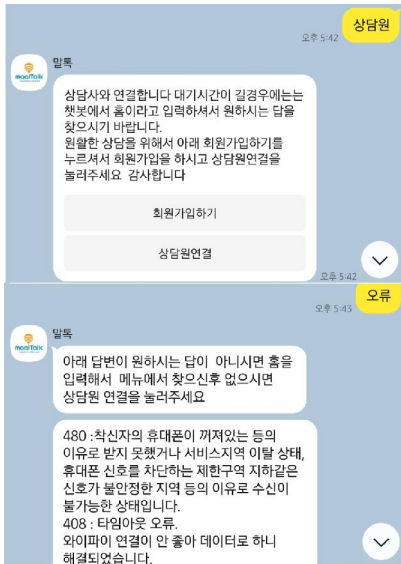 상담원
오후 5:42
maalTalk
말톡
상담사와 연결합니다 대기시간이 길경우에는는
챗봇에서 홈이라고 입력하셔서 원하시는 답을
찾으시기 바랍니다.
원활한 상담을 위해서 아래 회원가입하기를
누르셔서 회원가입을 하시고 상담원연결을
눌러주세요 감사합니다
회원가입하기
상담원연결
오후 5:42
오류
오후 5:43
maalTalk
말톡
아래 답변이 원하시는 답이 아니시면 홈을
입력해서 메뉴에서 찾으신후 없으시면
상담원 연결을 눌러주세요
480 :착신자의 휴대폰이 꺼져있는 등의
이유로 받지 못했거나 서비스지역 이탈 상태,
휴대폰 신호를 차단하는 제한구역 지하같은
신호가 불안정한 지역 등의 이유로 수신이
불가능한 상태입니다.
408 : 타임아웃 오류.
와이파이 연결이 안 좋아 데이터로 하니
해결되었습니다.